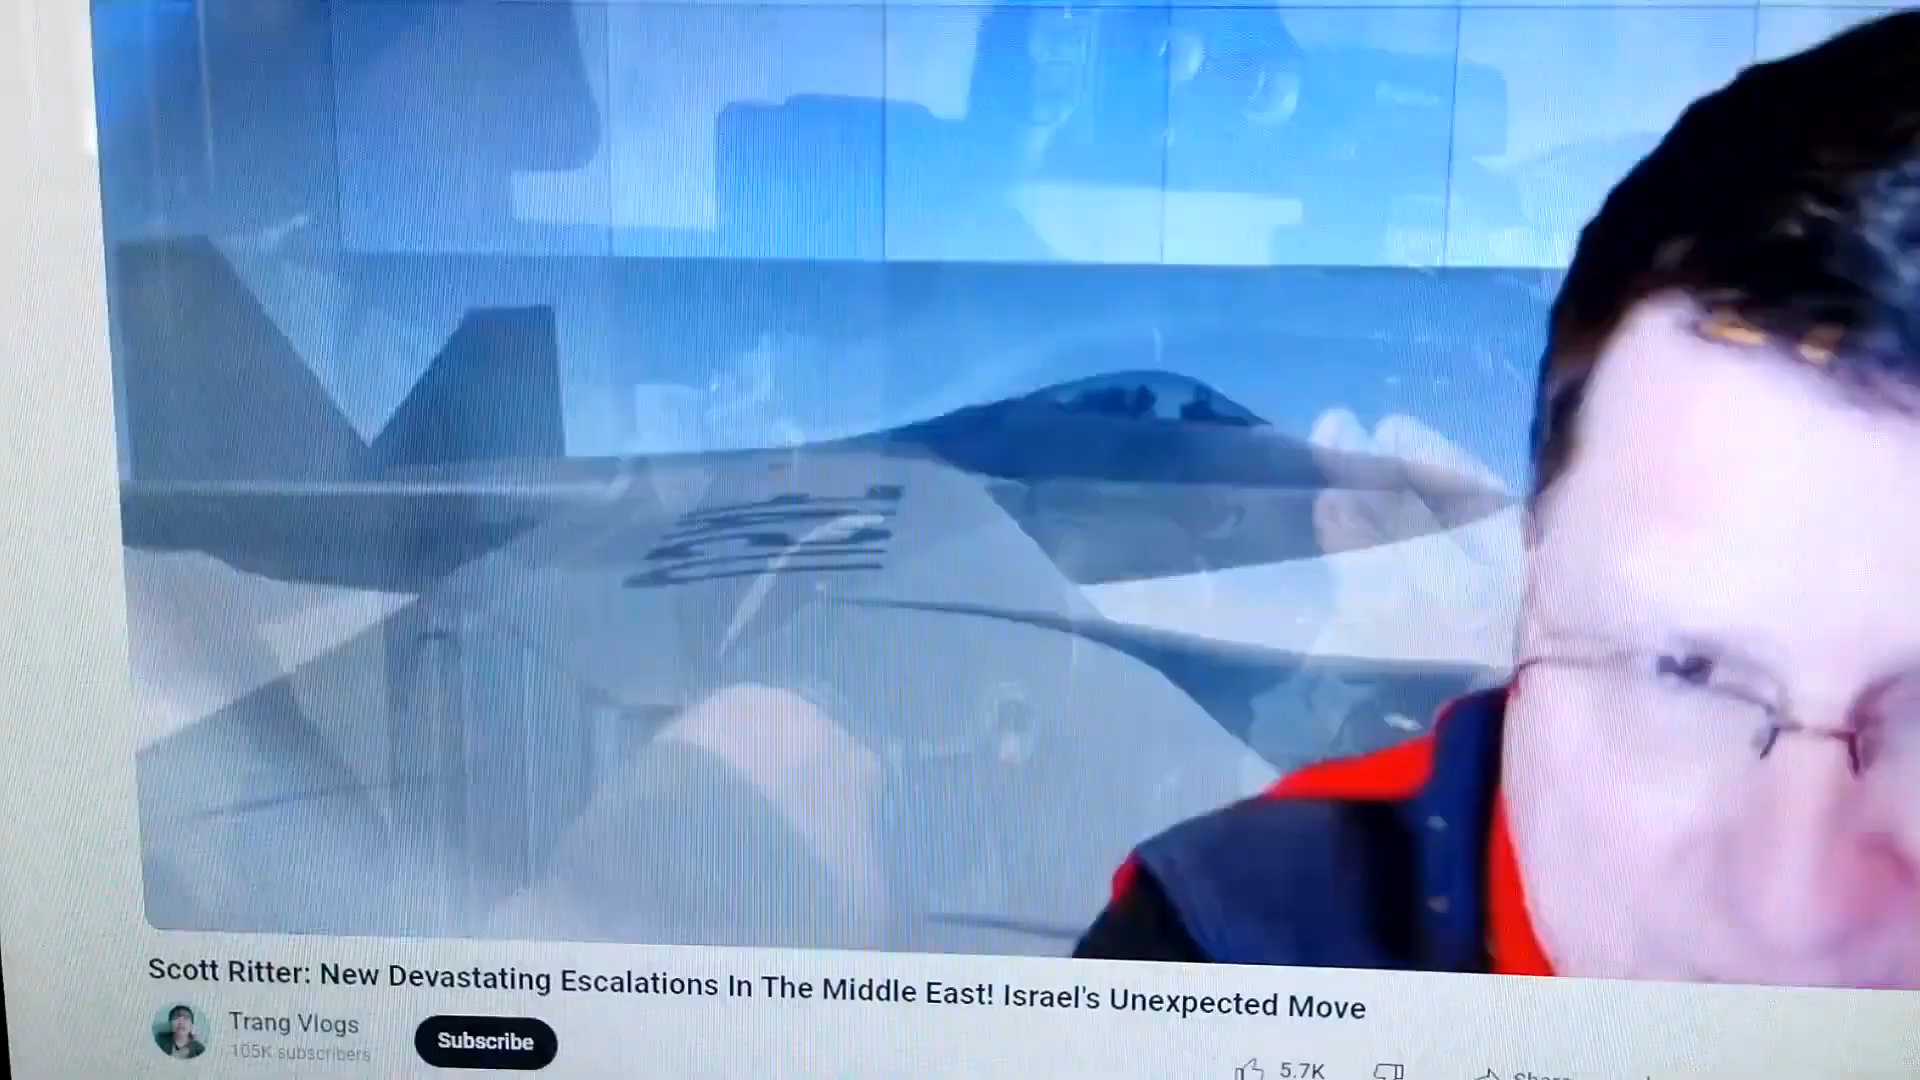 Scott Ritter: New Devastating Escalations In The Middle East! Israel's Unexpected Move
Trang Vlogs
105K subscribers
Subscribe
5.7K